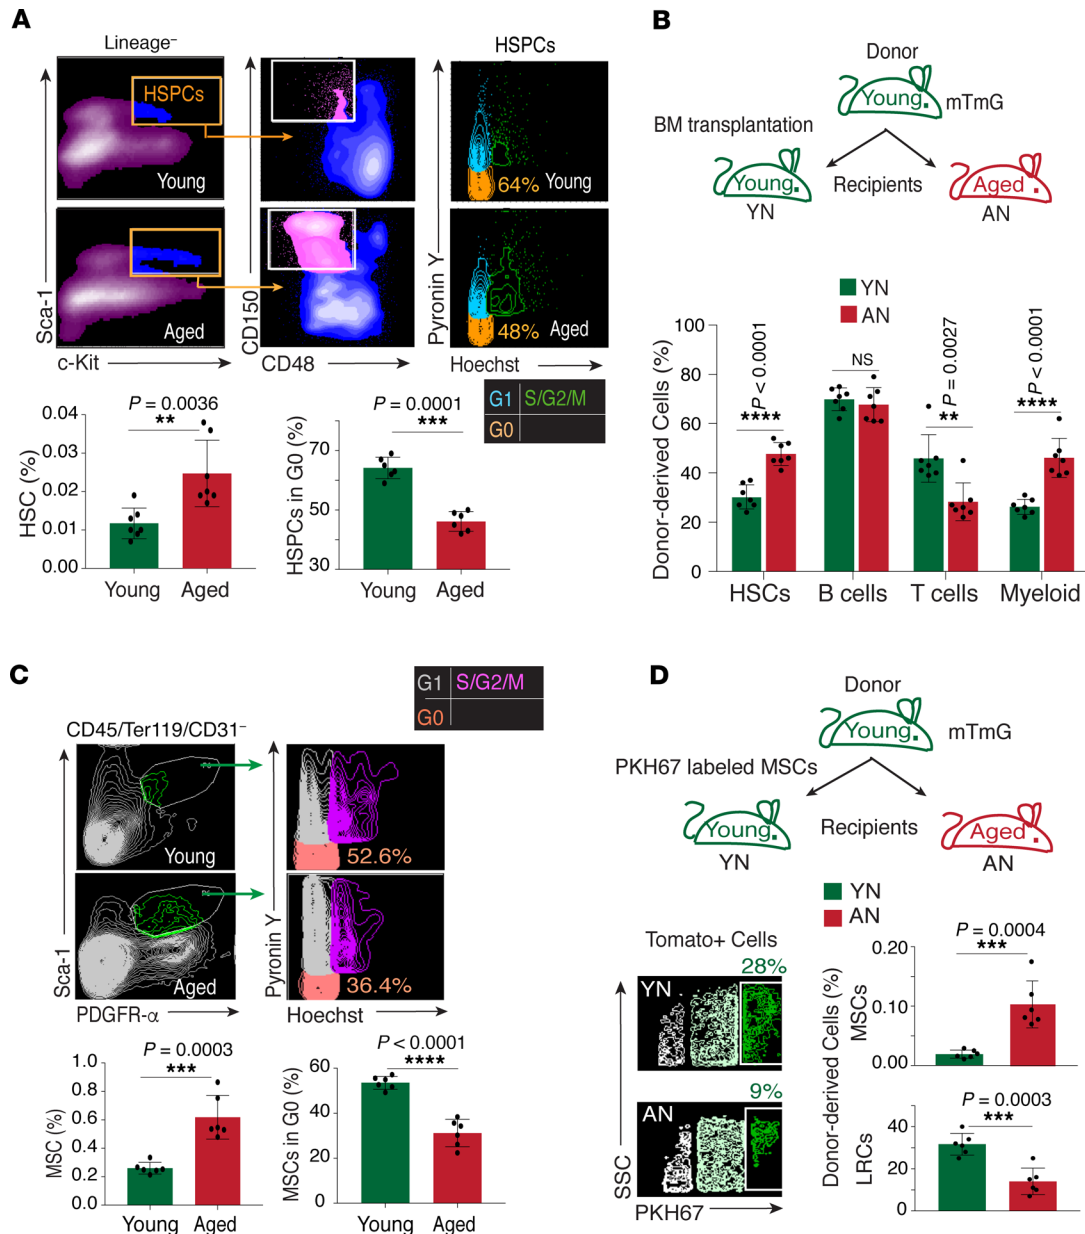 A
Lineage–
HSPCs
HSPCs
Young
64%
Young
Aged
48%
Aged
Sca-1
CD150
Pyronin Y
c-Kit
CD48
Hoechst
G1
S/G2/M
G0
P = 0.0036
**
HSC (%)
0.04
0.03
0.02
0.01
0.00
Young
Aged
P = 0.0001
***
HSPCs in G0 (%)
70
50
30
Young
Aged
B
Donor
Young
mTmG
BM transplantation
Young
Recipients
Aged
YN
AN
YN
AN
Donor-derived Cells (%)
100
80
60
40
20
0
P < 0.0001
****
NS
P = 0.0027
**
P < 0.0001
****
HSCs
B cells
T cells
Myeloid
C
G1
S/G2/M
G0
CD45/Ter119/CD31–
Young
52.6%
Aged
36.4%
Sca-1
Pyronin Y
PDGFR-α
Hoechst
P = 0.0003
***
MSC (%)
1.0
0.8
0.6
0.4
0.2
0.0
Young
Aged
P < 0.0001
****
MSCs in G0 (%)
60
40
20
0
Young
Aged
D
Donor
Young
mTmG
PKH67 labeled MSCs
Young
Recipients
Aged
YN
AN
YN
AN
Tomato+ Cells
28%
YN
9%
AN
SSC
PKH67
Donor-derived Cells (%)
MSCs
P = 0.0004
***
0.20
0.10
0.00
LRCs
P = 0.0003
***
40
20
0